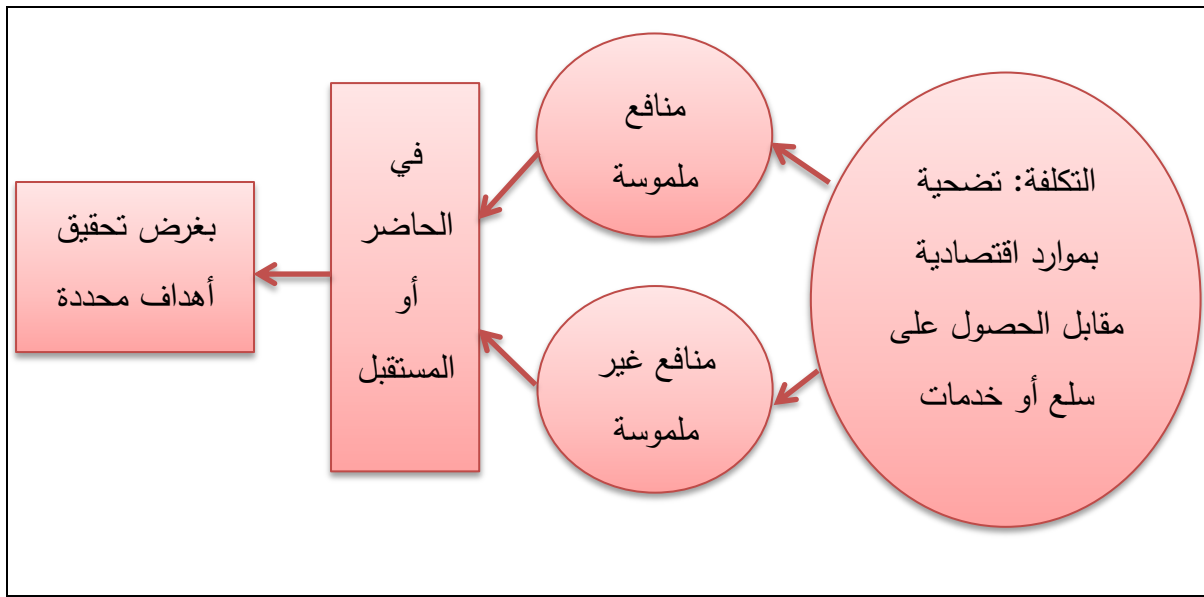 التكلفة: تضحية
بموارد اقتصادية
مقابل الحصول على
سلع أو خدمات
منافع
ملموسة
منافع غير
ملموسة
في
الحاضر
أو
المستقبل
بغرض تحقيق
أهداف محددة